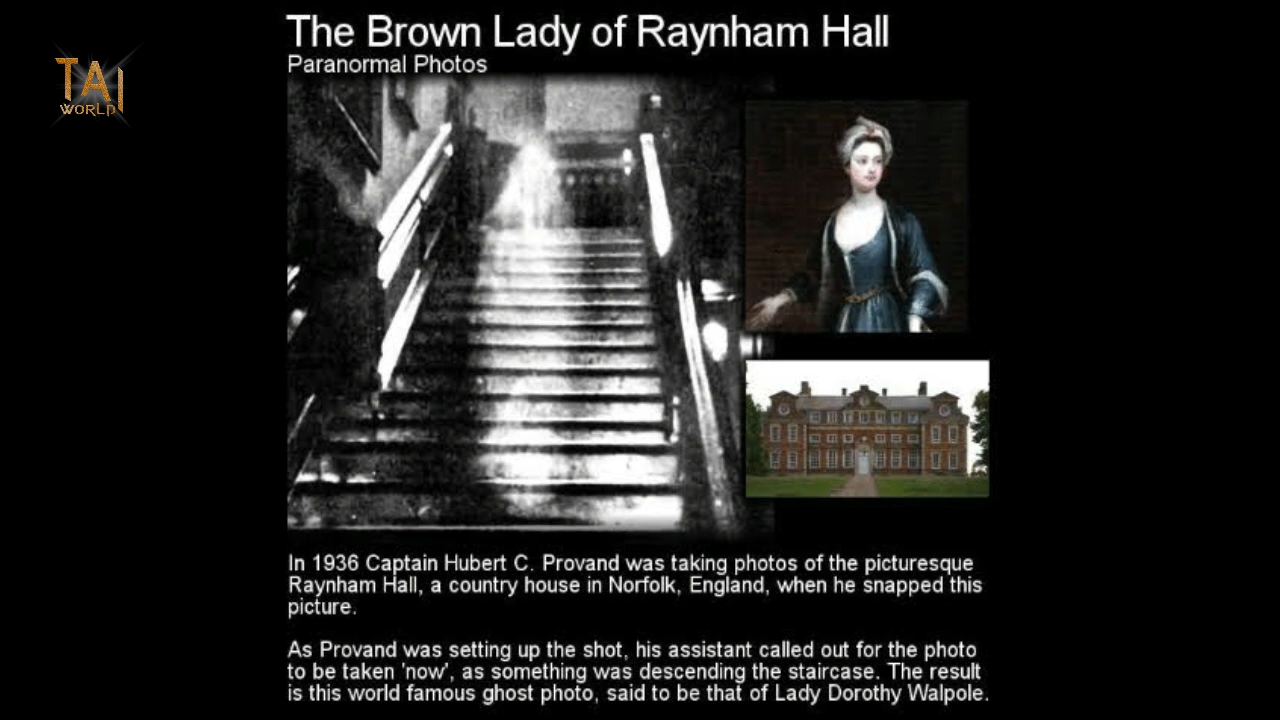 The Brown Lady of Raynham Hall
Paranormal Photos
TAI
WORLD
In 1936 Captain Hubert C. Provand was taking photos of the picturesque
Raynham Hall, a country house in Norfolk, England, when he snapped this
picture.
As Provand was setting up the shot, his assistant called out for the photo
to be taken 'now', as something was descending the staircase. The result
is this world famous ghost photo, said to be that of Lady Dorothy Walpole.